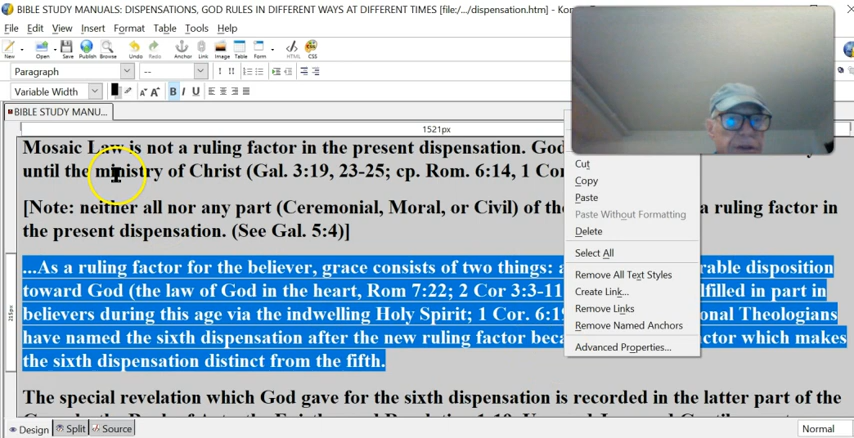 BIBLE STUDY MANUALS: DISPENSATIONS, GOD RULES IN DIFFERENT WAYS AT DIFFERENT TIMES [file:/.../dispensation.htm] - Kom
File Edit View Insert Format Table Tools Help
New Open Save Publish Browse Undo Redo Anchor Link Image Table Form HTML CSS
Paragraph --
Variable Width A A B I U
BIBLE STUDY MANU...
1521px
Mosaic Law is not a ruling factor in the present dispensation. God
until the ministry of Christ (Gal. 3:19, 23-25; cp. Rom. 6:14, 1 Cor
[Note: neither all nor any part (Ceremonial, Moral, or Civil) of the a ruling factor in
the present dispensation. (See Gal. 5:4)]
...As a ruling factor for the believer, grace consists of two things: disposition
toward God (the law of God in the heart, Rom 7:22; 2 Cor 3:3-11 in part in
believers during this age via the indwelling Holy Spirit; 1 Cor. Theologians
have named the sixth dispensation after the new ruling factor which makes
the sixth dispensation distinct from the fifth.
The special revelation which God gave for the sixth dispensation is recorded in the latter part of the
Cut
Copy
Paste
Paste Without Formatting
Delete
Select All
Remove All Text Styles
Create Link...
Remove Links
Remove Named Anchors
Advanced Properties...
Design Split Source Normal